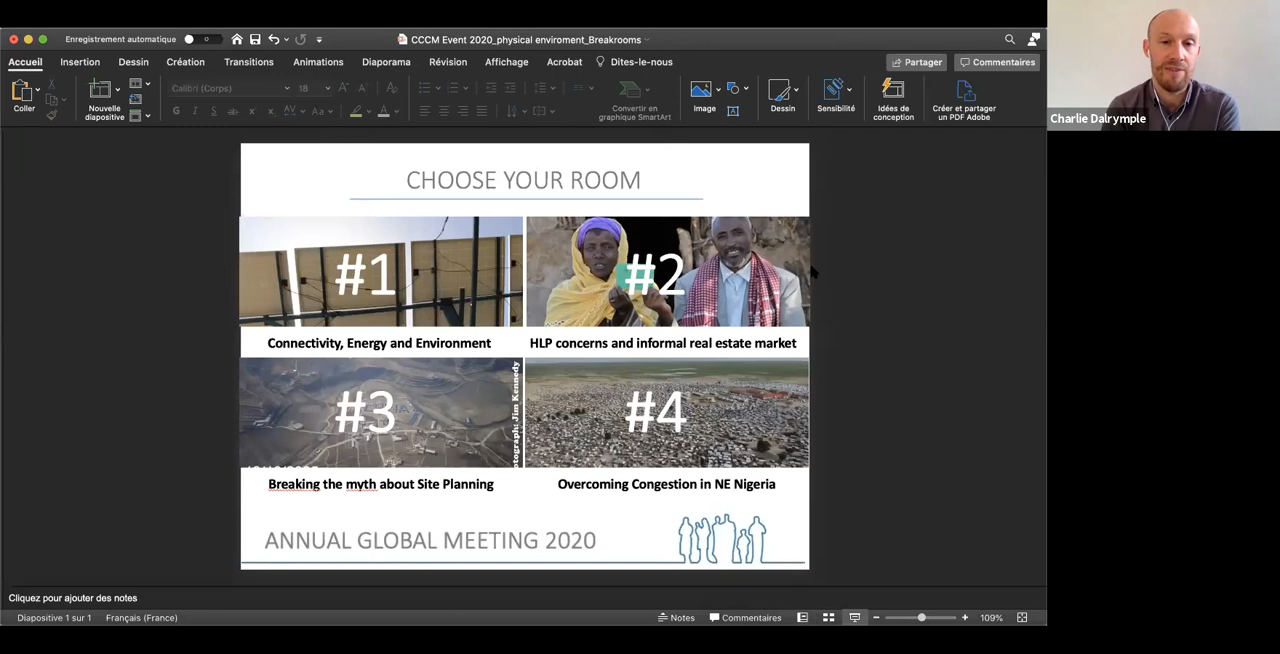 Enregistrement automatique
CCCM Event 2020_physical enviroment_Breakrooms
Accueil Insertion Dessin Création Transitions Animations Diaporama Révision Affichage Acrobat Dites-le-nous Partager Commentaires
Coller
Nouvelle
diapositive
Calibri (Corps) 18
Convertir en
graphique SmartArt
Image
Dessin
Sensibilité
Idées de
conception
Créer et partager
un PDF Adobe
Charlie Dalrymple
CHOOSE YOUR ROOM
#1
#2
Connectivity, Energy and Environment
HLP concerns and informal real estate market
#3
otograph: Jim Kennedy
#4
Breaking the myth about Site Planning
Overcoming Congestion in NE Nigeria
ANNUAL GLOBAL MEETING 2020
Cliquez pour ajouter des notes
Diapositive 1 sur 1 Français (France) Notes Commentaires 109%